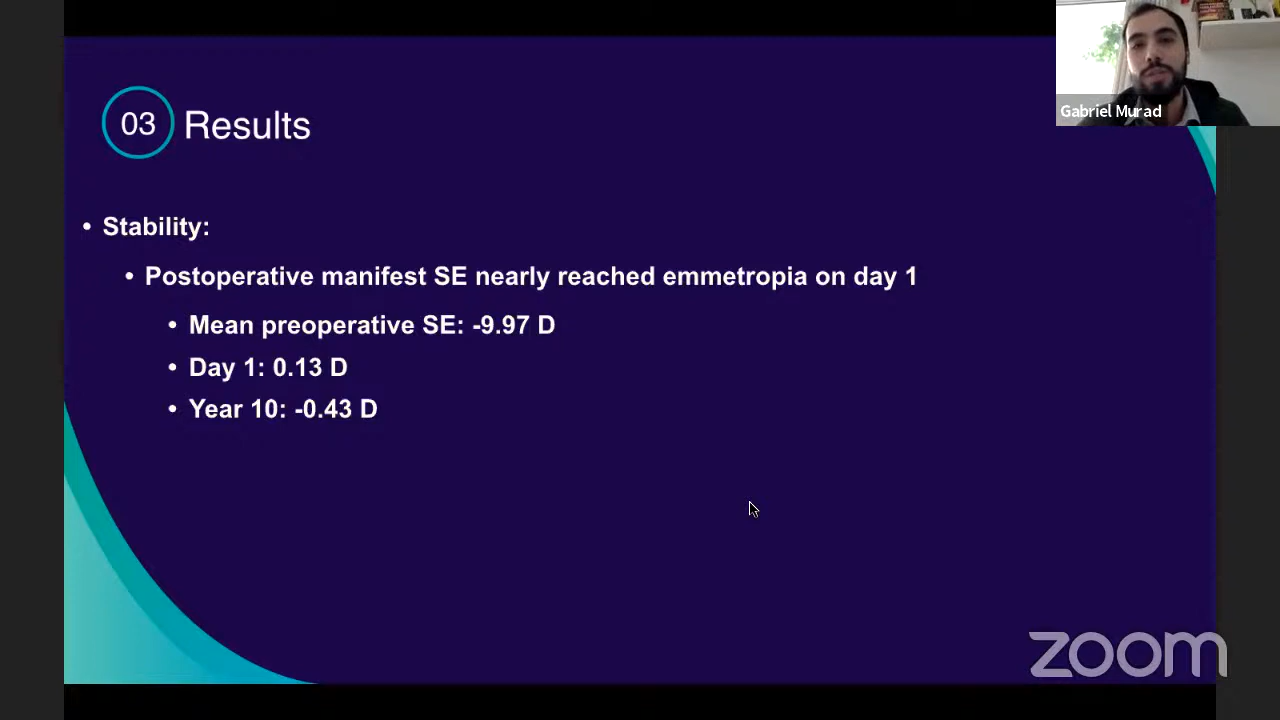 Gabriel Murad
03 Results
• Stability:
• Postoperative manifest SE nearly reached emmetropia on day 1
• Mean preoperative SE: -9.97 D
• Day 1: 0.13 D
• Year 10: -0.43 D
zoom